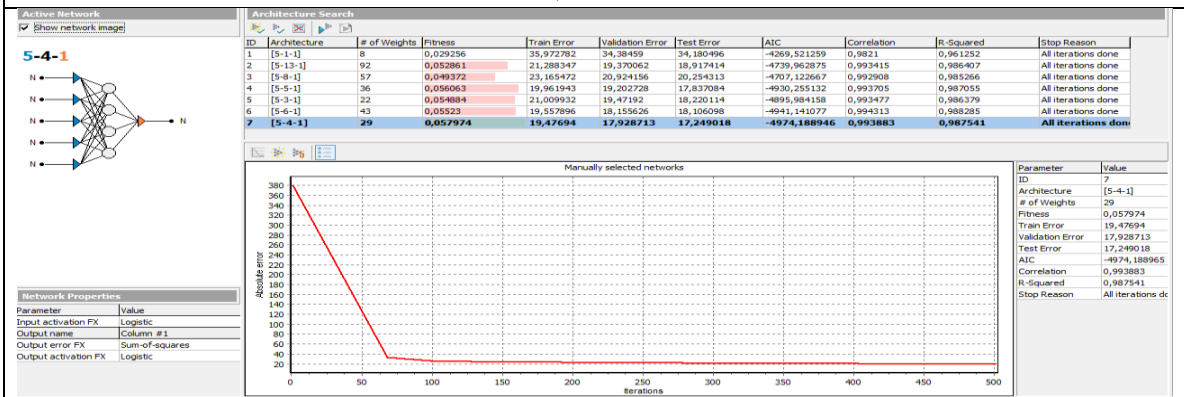 Active Network
Show network image
5-4-1
N
N
N
N
N
N
Network Properties
Parameter Value
Input activation FX Logistic
Output name Column #1
Output error FX Sum-of-squares
Output activation FX Logistic
Architecture Search
ID Architecture # of Weights Fitness Train Error Validation Error Test Error AIC Correlation R-Squared Stop Reason
1 [5-1-1] 8 0,029256 35,972782 34,38459 34,180496 -4269,521259 0,9821 0,961252 All iterations done
2 [5-13-1] 92 0,052861 21,288347 19,370062 18,917414 -4739,962875 0,993415 0,986407 All iterations done
3 [5-8-1] 57 0,049372 23,165472 20,924156 20,254313 -4707,122667 0,992908 0,985266 All iterations done
4 [5-5-1] 36 0,056063 19,961943 19,202728 17,837084 -4930,255132 0,993705 0,987055 All iterations done
5 [5-3-1] 22 0,054884 21,009932 19,47192 18,220114 -4895,984158 0,993477 0,986379 All iterations done
6 [5-6-1] 43 0,05523 19,557896 18,155626 18,106098 -4941,141077 0,994313 0,988285 All iterations done
7 [5-4-1] 29 0,057974 19,47694 17,928713 17,249018 -4974,188946 0,993883 0,987541 All iterations don
Manually selected networks
Absolute error
380
360
340
320
300
280
260
240
220
200
180
160
140
120
100
80
60
40
20
0 50 100 150 200 250 300 350 400 450 500
Iterations
Parameter Value
ID 7
Architecture [5-4-1]
# of Weights 29
Fitness 0,057974
Train Error 19,47694
Validation Error 17,928713
Test Error 17,249018
AIC -4974,188965
Correlation 0,993883
R-Squared 0,987541
Stop Reason All iterations dc